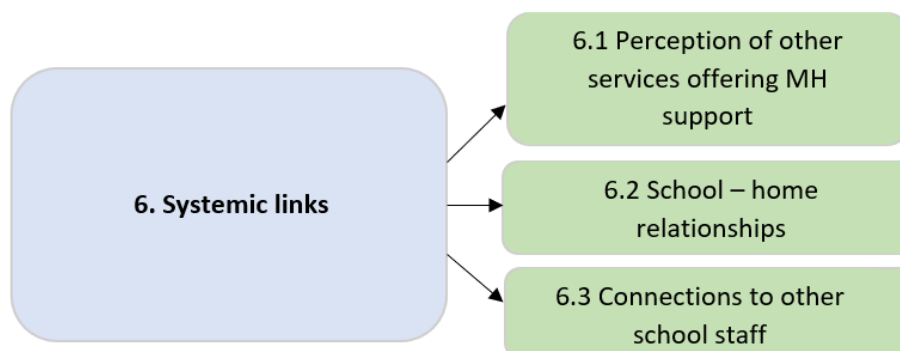 6. Systemic links
6.1 Perception of other
services offering MH
support
6.2 School – home
relationships
6.3 Connections to other
school staff